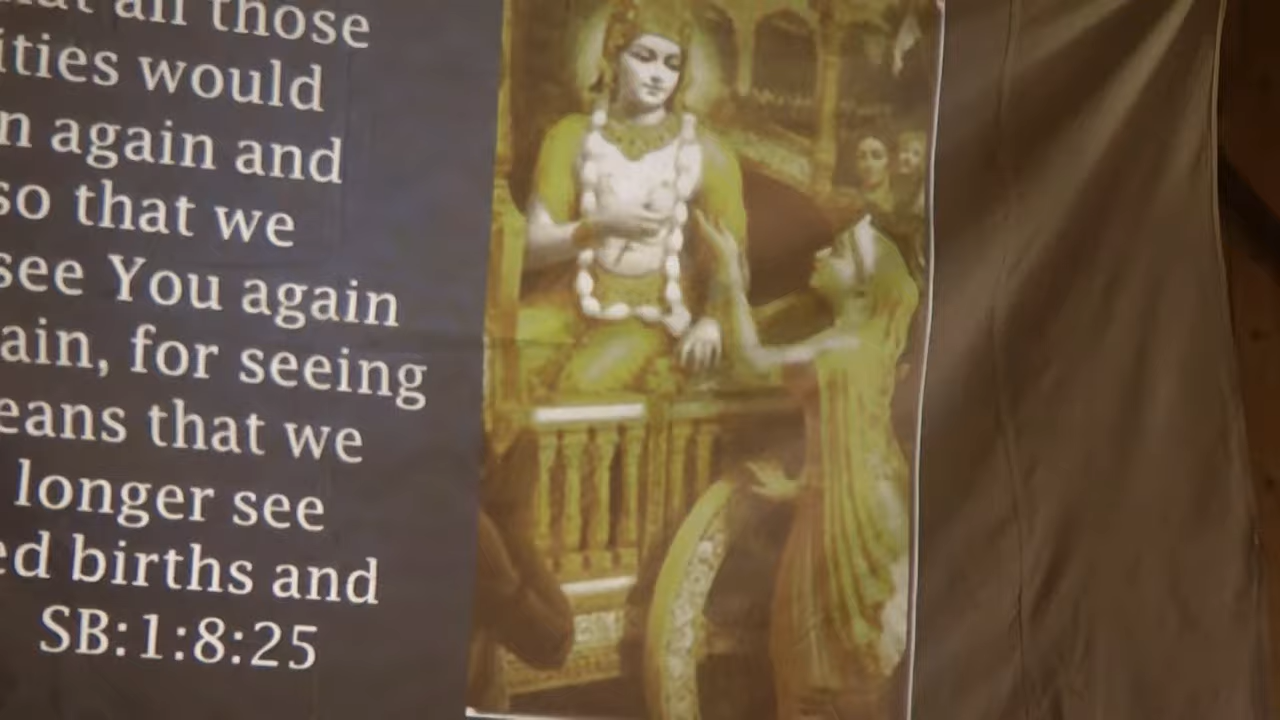 at all those
ities would
n again and
so that we
see You again
ain, for seeing
eans that we
longer see
ed births and
SB:1:8:25